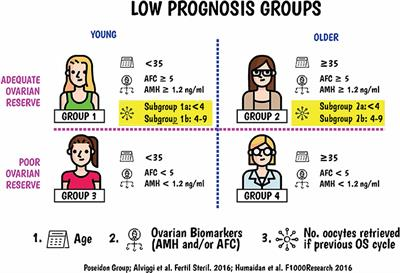 LOW PROGNOSIS GROUPS
YOUNG
OLDER
ADEQUATE
OVARIAN
RESERVE
GROUP 1
<35
AFC ≥ 5
AMH ≥ 1.2 ng/ml
Subgroup 1a:<4
Subgroup 1b: 4-9
GROUP 2
≥35
AFC ≥ 5
AMH ≥ 1.2 ng/ml
Subgroup 2a:<4
Subgroup 2b: 4-9
POOR
OVARIAN
RESERVE
GROUP 3
<35
AFC < 5
AMH < 1.2 ng/ml
GROUP 4
≥35
AFC < 5
AMH < 1.2 ng/ml
1. Age
2. Ovarian Biomarkers
(AMH and/or AFC)
3. No. oocytes retrieved
if previous OS cycle
Poseidon Group; Alviggi et al. Fertil Steril. 2016; Humaidan et al. F1000Research 2016